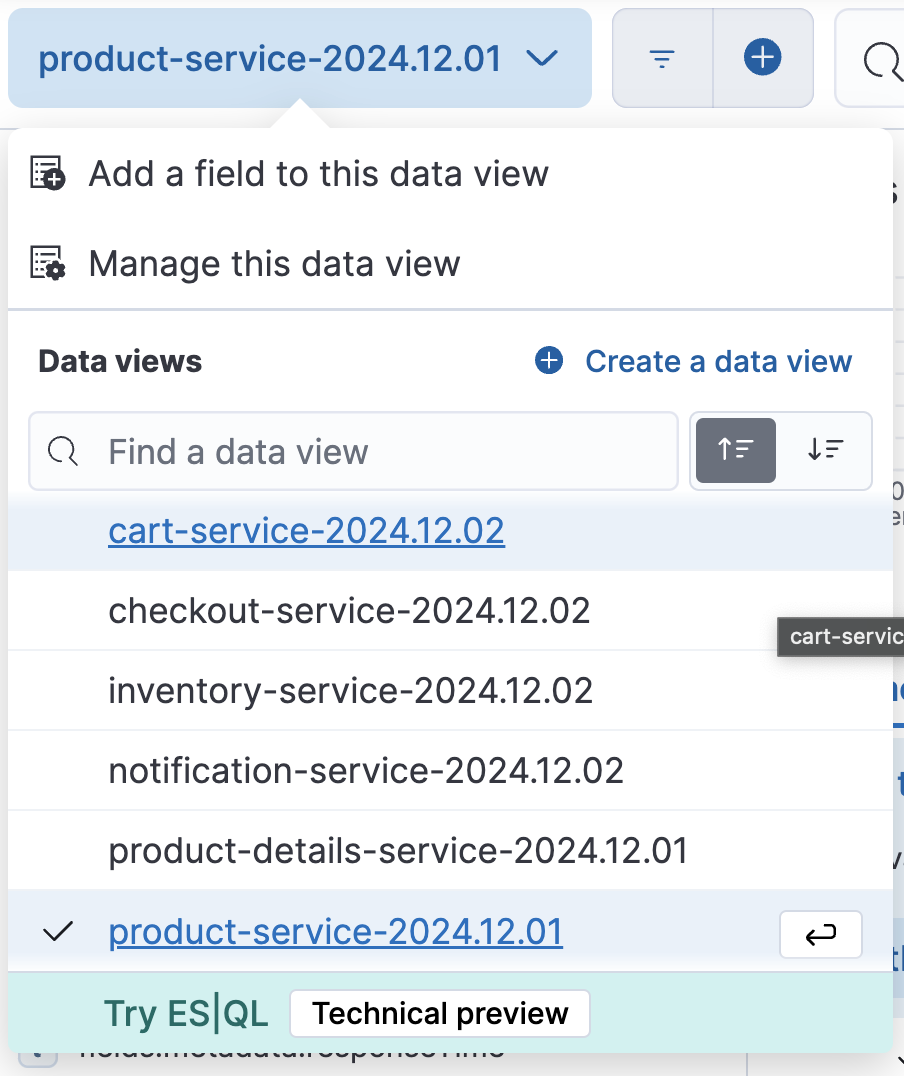 product-service-2024.12.01
Add a field to this data view
Manage this data view
Data views
Create a data view
Find a data view
cart-service-2024.12.02
checkout-service-2024.12.02
cart-servic
inventory-service-2024.12.02
notification-service-2024.12.02
product-details-service-2024.12.01
product-service-2024.12.01
Try ES|QL
Technical preview